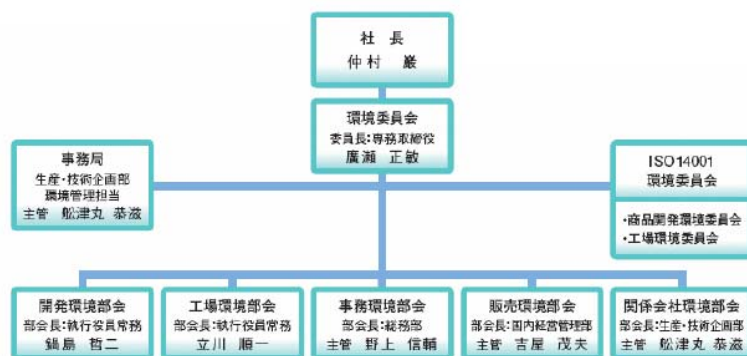 社 長
仲村 巌
環境委員会
委員長:専務取締役
廣瀬 正敏
事務局
生産・技術企画部
環境管理担当
主管 舩津丸 恭滋
ISO14001
環境委員会
・商品開発環境委員会
・工場環境委員会
開発環境部会
部会長:執行役員常務
鍋島 哲二
工場環境部会
部会長:執行役員常務
立川 順一
事務環境部会
部会長:総務部
主管 野上 信輔
販売環境部会
部会長:国内経営管理部
主管 吉屋 茂夫
関係会社環境部会
部会長:生産・技術企画部
主管 舩津丸 恭滋